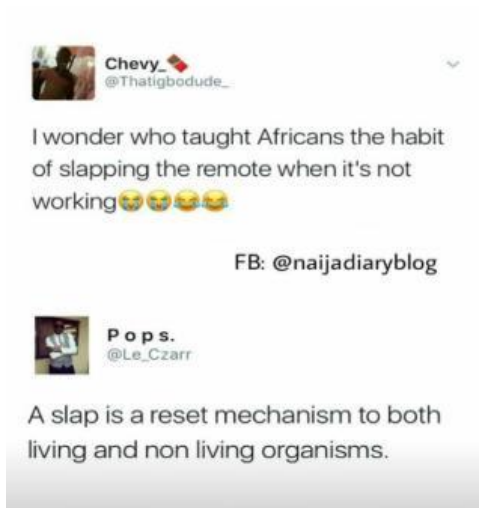 Chevy_🍫
@Thatigbodude_
I wonder who taught Africans the habit
of slapping the remote when it's not
working😭😭😂😂
FB: @naijadiaryblog
Pops.
@Le_Czarr
A slap is a reset mechanism to both
living and non living organisms.